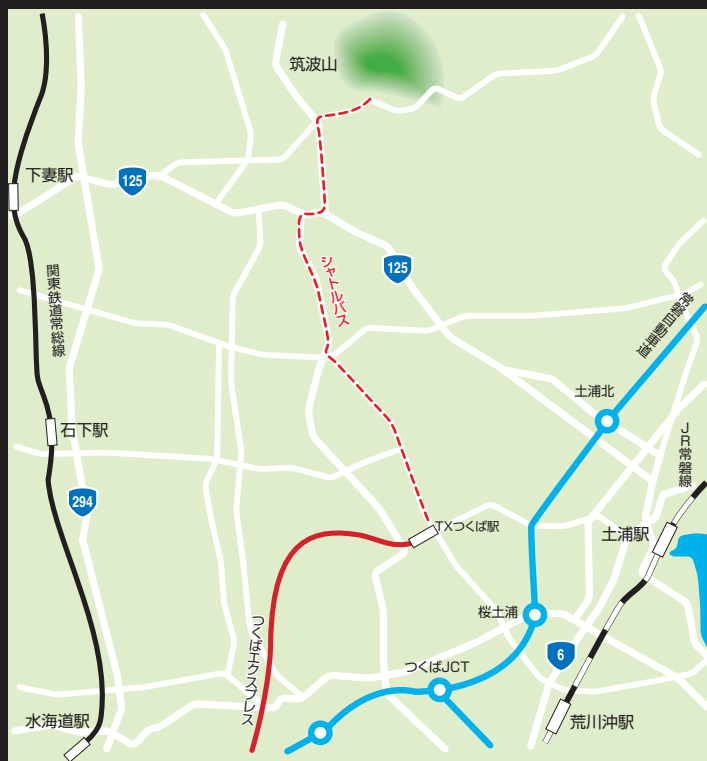 筑波山
下妻駅
125
関東鉄道常総線
シャトルバス
125
常磐自動車道
土浦北
石下駅
JR常磐線
294
TXつくば駅
土浦駅
つくばエクスプレス
桜土浦
6
つくばJCT
水海道駅
荒川沖駅